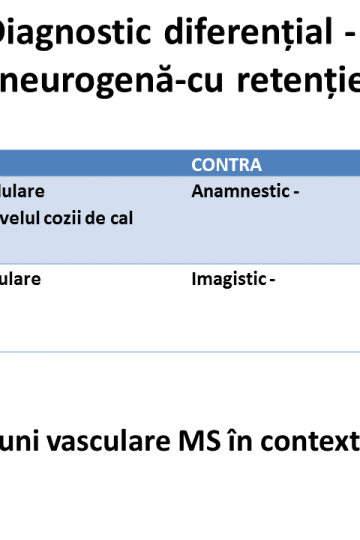 Diagnostic diferențial -
neurogenă-cu retenție
CONTRA
ulare
Anamnestic -
velul cozii de cal
ulare
Imagistic -
uni vasculare MS în context